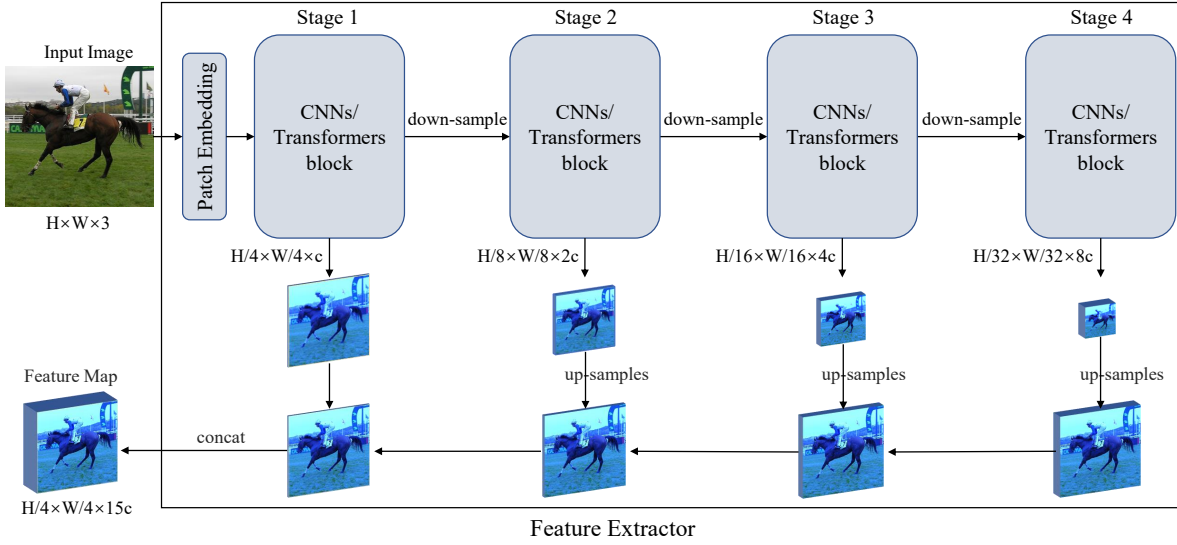 Stage 1
Stage 2
Stage 3
Stage 4
Input Image
Patch Embedding
CNNs/
Transformers
block
down-sample
CNNs/
Transformers
block
down-sample
CNNs/
Transformers
block
down-sample
CNNs/
Transformers
block
H×W×3
H/4×W/4×c
H/8×W/8×2c
H/16×W/16×4c
H/32×W/32×8c
up-samples
up-samples
up-samples
Feature Map
concat
H/4×W/4×15c
Feature Extractor